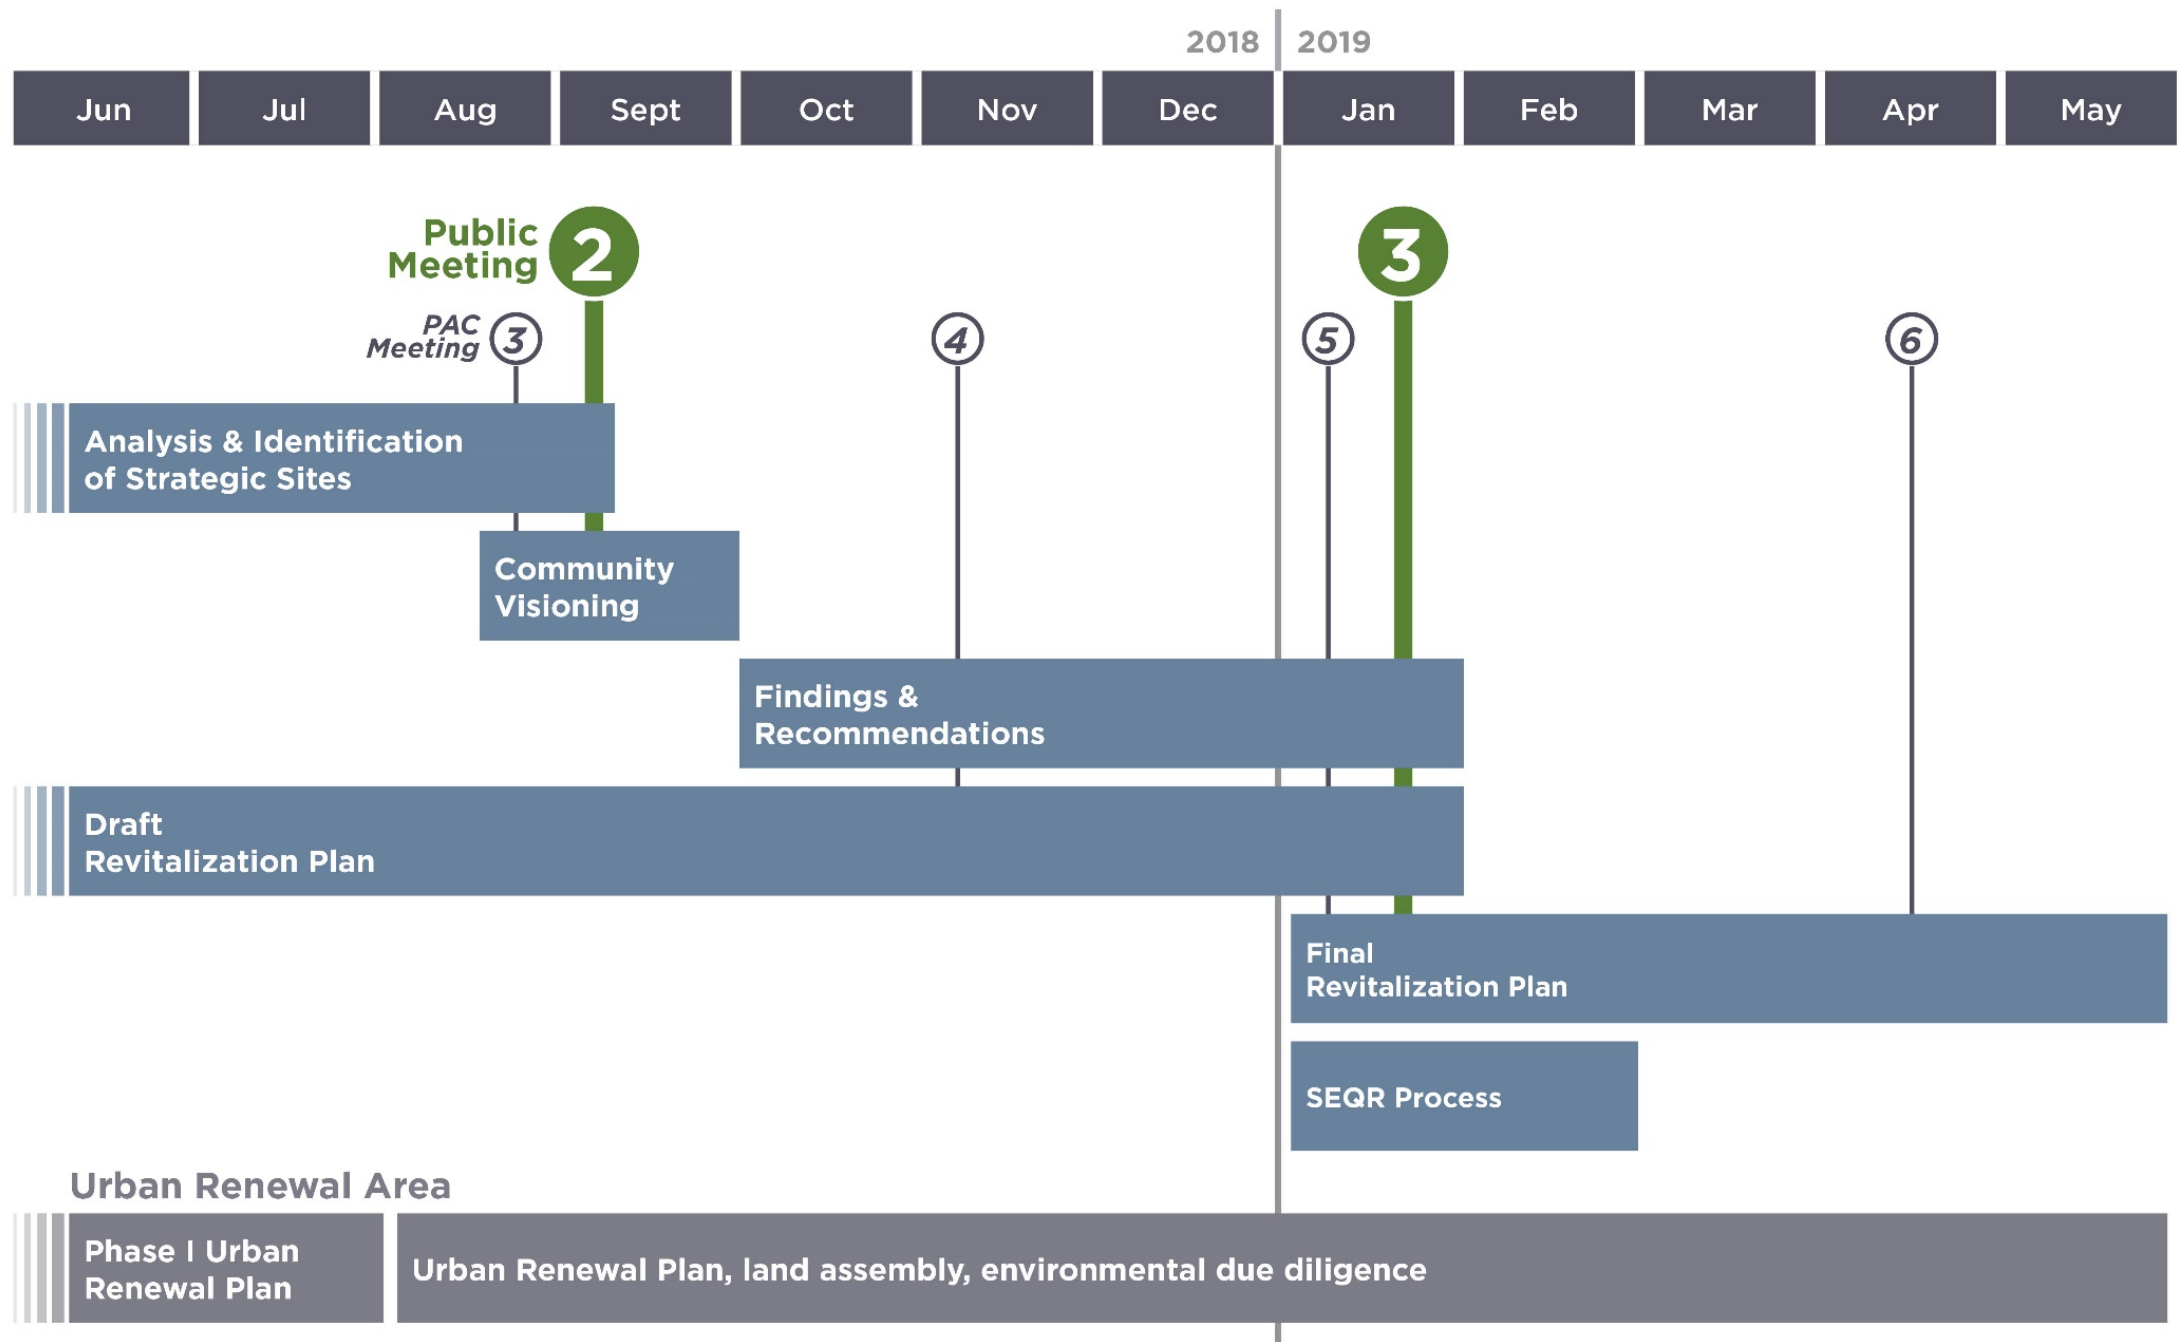 2018 2019
Jun Jul Aug Sept Oct Nov Dec Jan Feb Mar Apr May
Public
Meeting
2 3
PAC
Meeting
3 4 5 6
Analysis & Identification
of Strategic Sites
Community
Visioning
Findings &
Recommendations
Draft
Revitalization Plan
Final
Revitalization Plan
SEQR Process
Urban Renewal Area
Phase I Urban
Renewal Plan
Urban Renewal Plan, land assembly, environmental due diligence